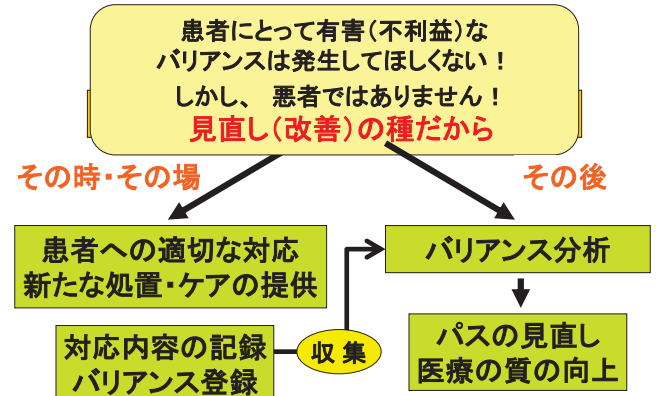 患者にとって有害（不利益）な
バリアンスは発生してほしくない！
しかし、 悪者ではありません！
見直し（改善）の種だから
その時・その場
その後
患者への適切な対応
新たな処置・ケアの提供
バリアンス分析
対応内容の記録
バリアンス登録
収 集
パスの見直し
医療の質の向上